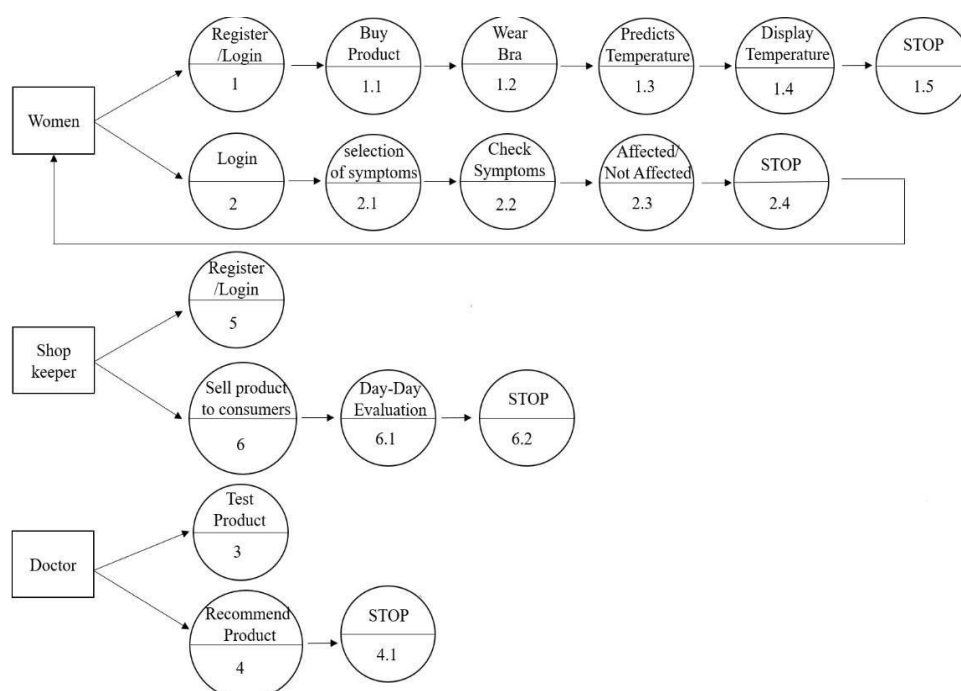 Women
Register
/Login
1
Buy
Product
1.1
Wear
Bra
1.2
Predicts
Temperature
1.3
Display
Temperature
1.4
STOP
1.5
Login
2
selection
of symptoms
2.1
Check
Symptoms
2.2
Affected/
Not Affected
2.3
STOP
2.4
Shop
keeper
Register
/Login
5
Sell product
to consumers
6
Day-Day
Evaluation
6.1
STOP
6.2
Doctor
Test
Product
3
Recommend
Product
4
STOP
4.1